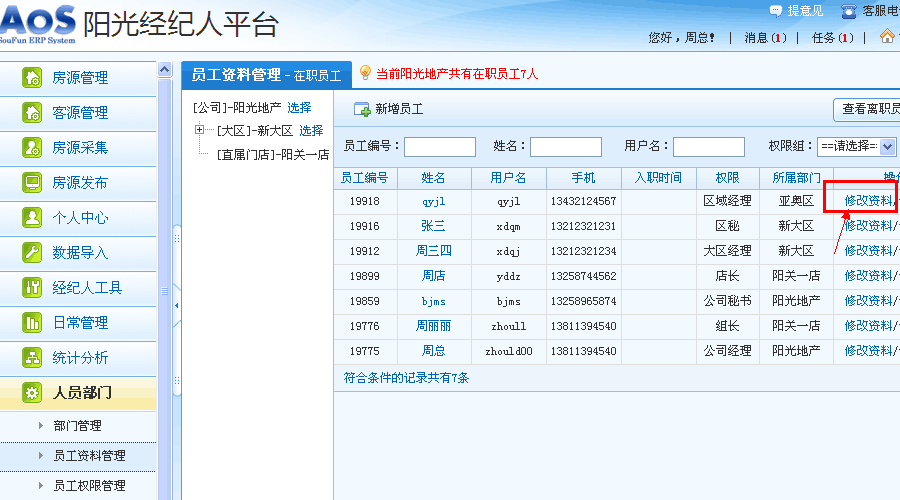 AOS
SouFun ERP System
阳光经纪人平台
提意见 客服电
您好，周总! | 消息(1) | 任务(1) |
房源管理
客源管理
房源采集
房源发布
个人中心
数据导入
经纪人工具
日常管理
统计分析
人员部门
部门管理
员工资料管理
员工权限管理
员工资料管理 - 在职员工
当前阳光地产共有在职员工7人
[公司]-阳光地产 选择
[大区]-新大区 选择
[直属门店]-阳关一店
新增员工
查看离职员
员工编号： 姓名： 用户名： 权限组： ==请选择=
员工编号 姓名 用户名 手机 入职时间 权限 所属部门 操作
19918 qyjl qyjl 13432124567 区域经理 亚奥区 修改资料/
19916 张三 xdqm 13212321231 区秘 新大区 修改资料/
19912 周三四 xdqj 13212321234 大区经理 新大区 修改资料/
19899 周店 yddz 13258744562 店长 阳关一店 修改资料/
19859 bjms bjms 13258965874 公司秘书 阳光地产 修改资料/
19776 周丽丽 zhoull 13811394540 组长 阳关一店 修改资料/
19775 周总 zhould00 13811394540 公司经理 阳光地产 修改资料/
符合条件的记录共有7条